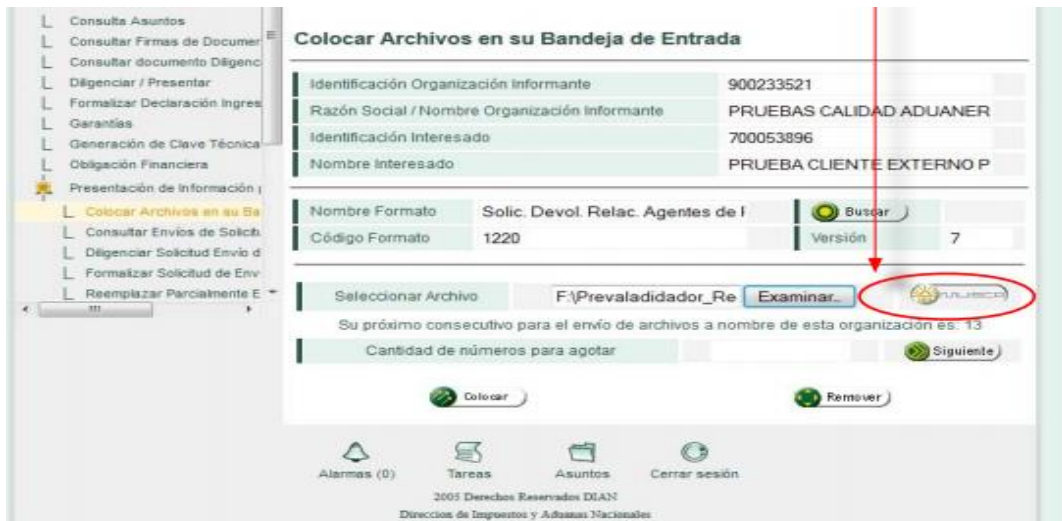 Consulta Asuntos
Consultar Firmas de Documer
Consultar documento Diligenc
Diligenciar / Presentar
Formalizar Declaración Ingres
Garantías
Generación de Clave Técnica
Obligación Financiera
Presentación de Información p
Colocar Archivos en su Ba
Consultar Envíos de Solicitu
Diligenciar Solicitud Envío d
Formalizar Solicitud de Env
Reemplazar Parcialmente E
Colocar Archivos en su Bandeja de Entrada
Identificación Organización Informante 900233521
Razón Social / Nombre Organización Informante PRUEBAS CALIDAD ADUANER
Identificación Interesado 700053896
Nombre Interesado PRUEBA CLIENTE EXTERNO P
Nombre Formato Solic. Devol. Relac. Agentes de Buscar
Código Formato 1220 Versión 7
Seleccionar Archivo F:\Prevaladidador_Re Examinar.. MUISCA
Su próximo consecutivo para el envío de archivos a nombre de esta organización es: 13
Cantidad de números para agotar Siguiente
Colocar Remover
Alarmas (0) Tareas Asuntos Cerrar sesión
2005 Derechos Reservados DIAN
Direccion de Impuestos y Aduanas Nacionales